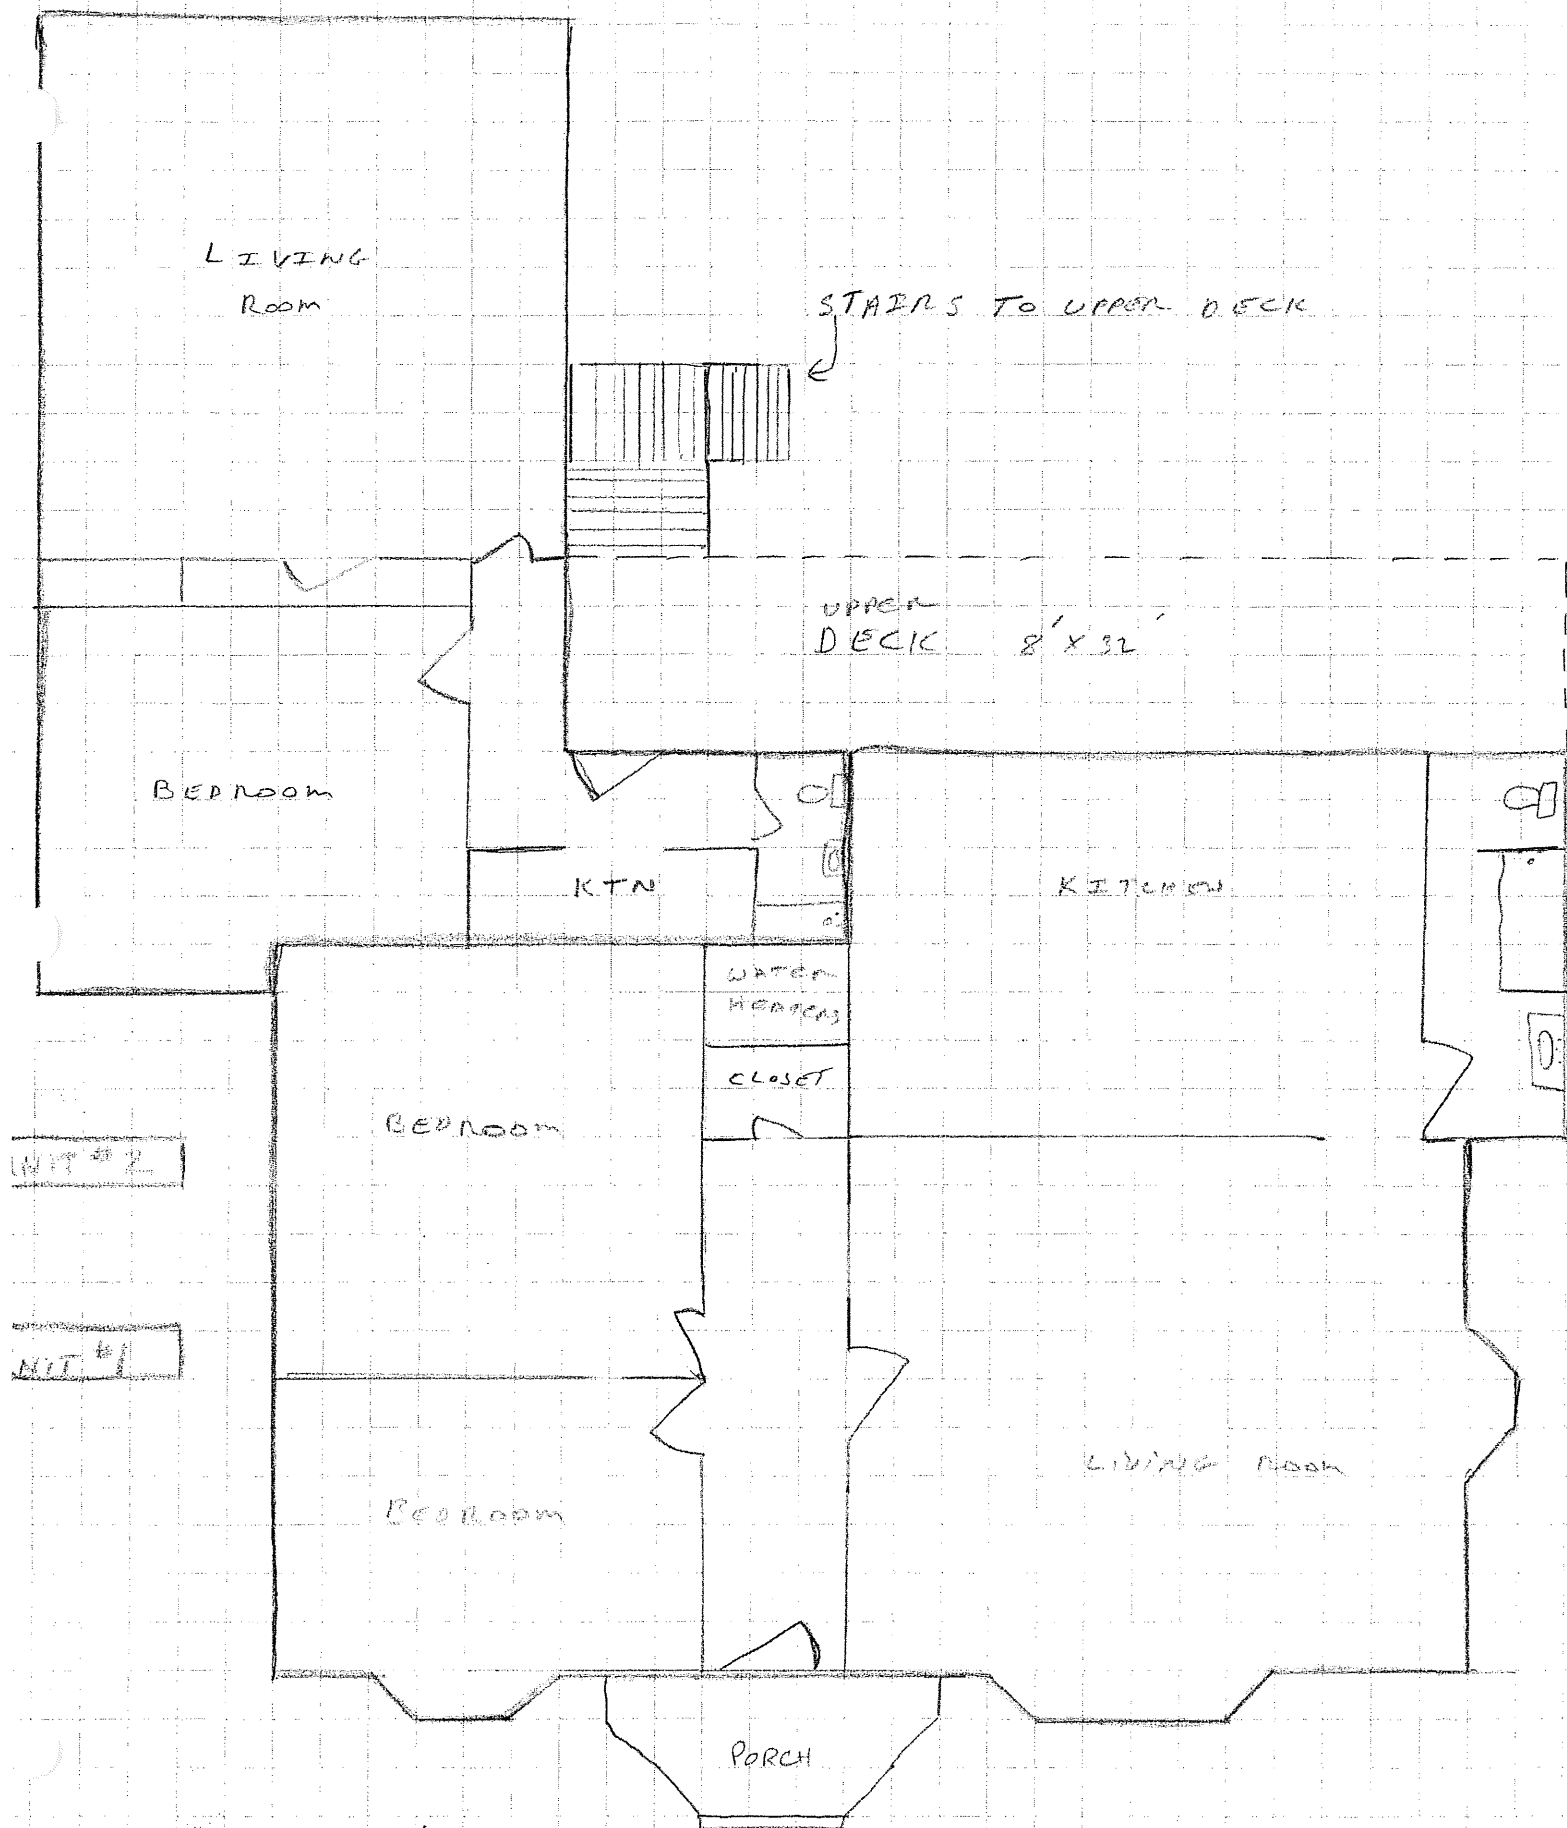 LIVING
ROOM
STAIRS TO UPPER DECK
UPPER
DECK 8' X 32'
BEDROOM
KTN
KITCHEN
WATER
HEATERS
CLOSET
BEDROOM
UNIT #2
UNIT #1
LIVING ROOM
BEDROOM
PORCH